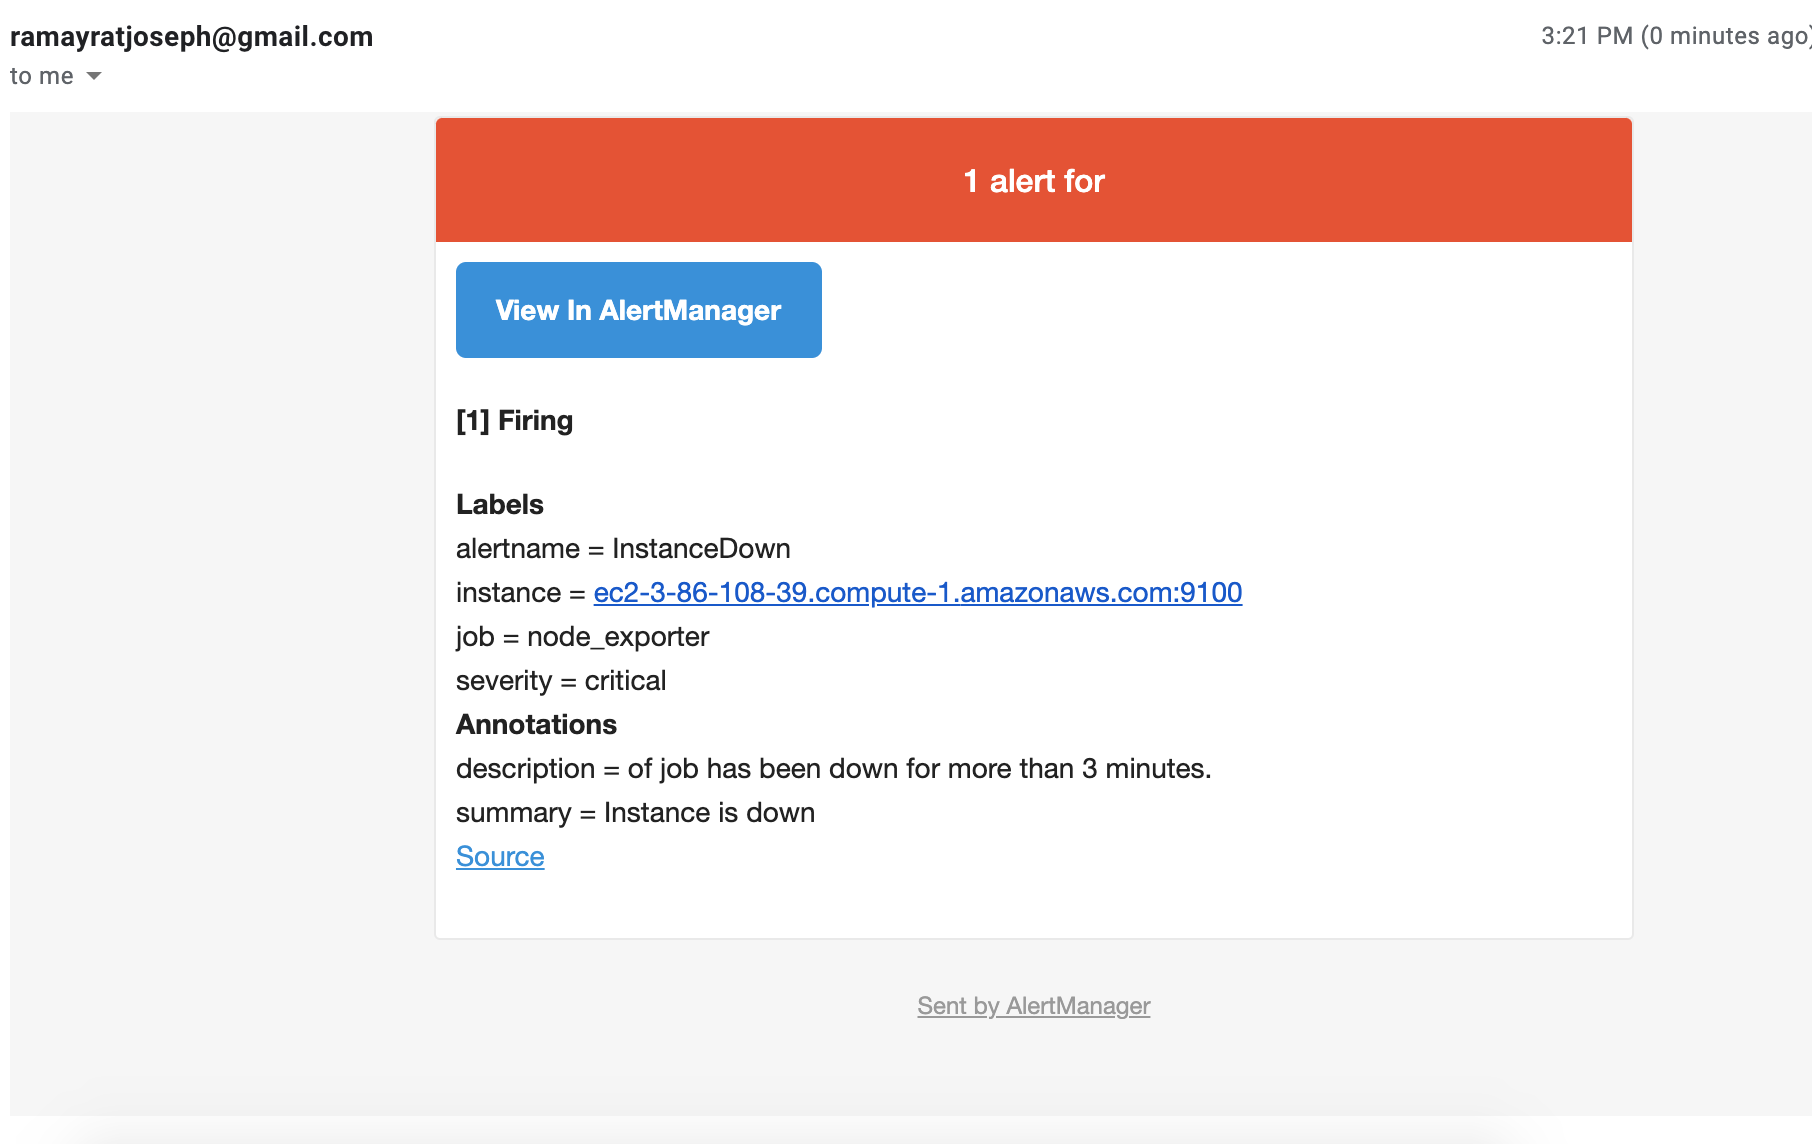 ramayratjoseph@gmail.com
3:21 PM (0 minutes ago)
to me
1 alert for
View In AlertManager
[1] Firing
Labels
alertname = InstanceDown
instance = ec2-3-86-108-39.compute-1.amazonaws.com:9100
job = node_exporter
severity = critical
Annotations
description = of job has been down for more than 3 minutes.
summary = Instance is down
Source
Sent by AlertManager